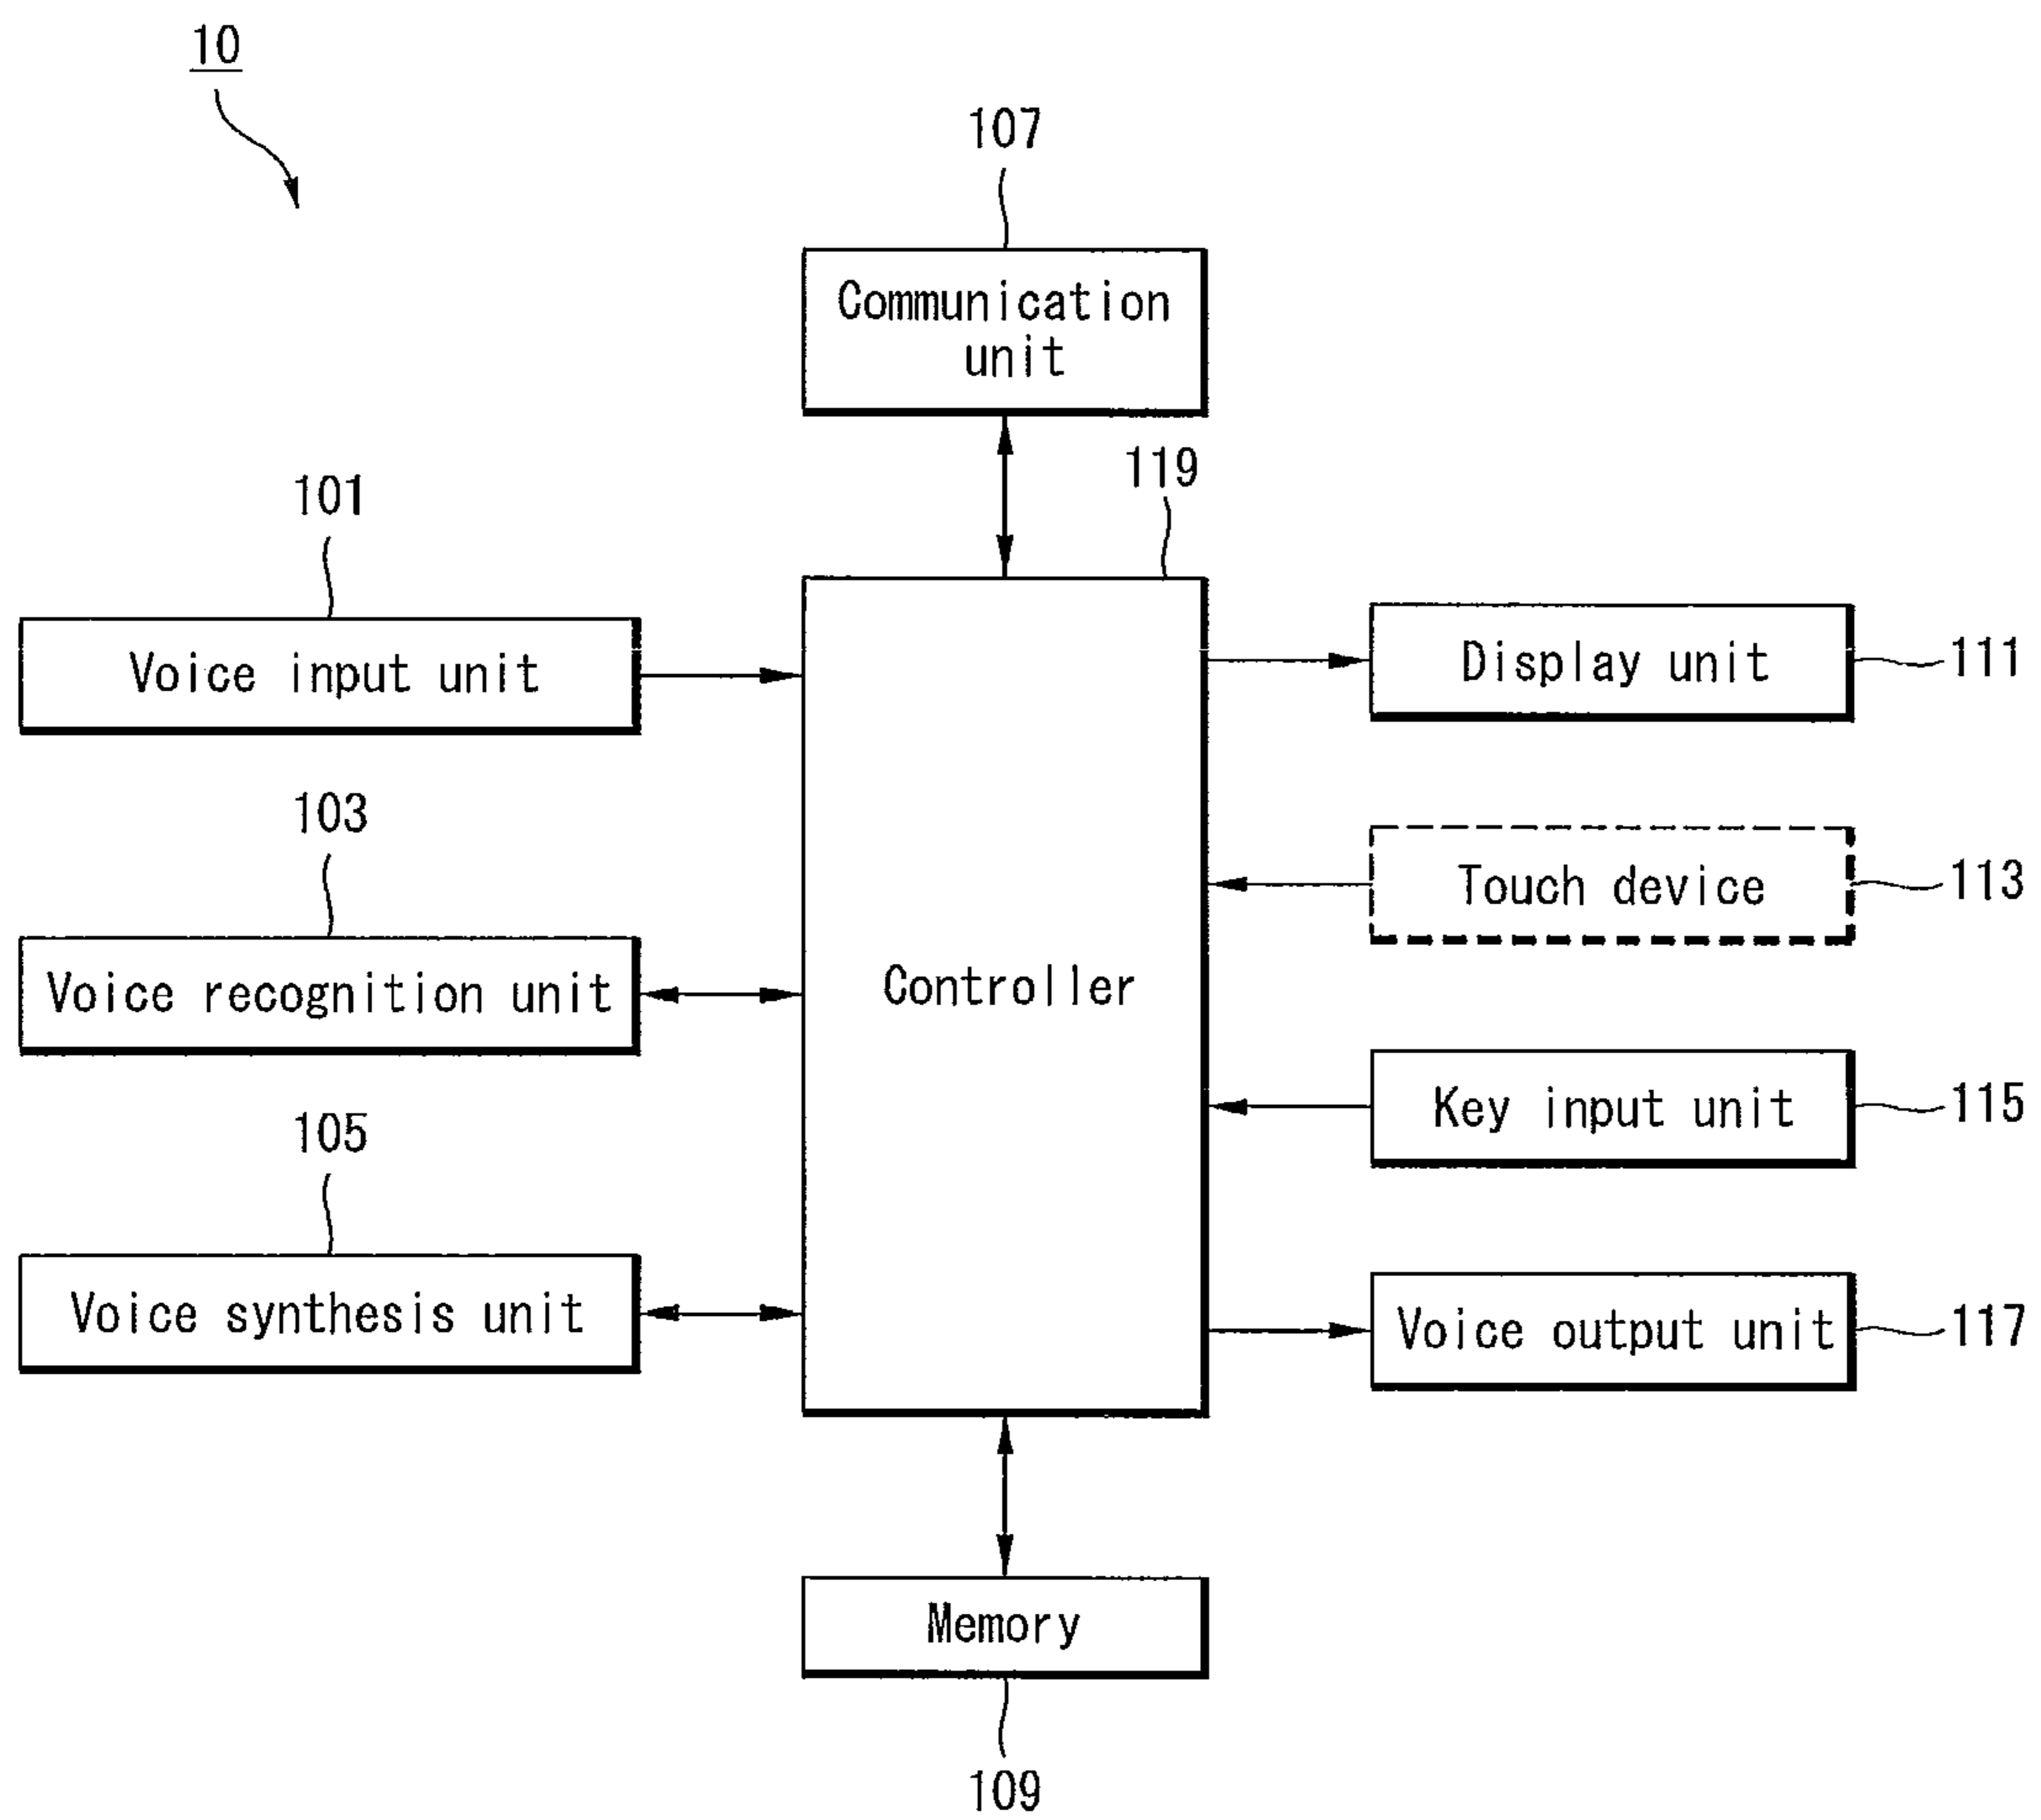 10
107
Communication
unit
119
101
Voice input unit
Display unit
111
103
Touch device
113
Voice recognition unit
Controller
105
Key input unit
115
Voice synthesis unit
Voice output unit
117
Memory
109